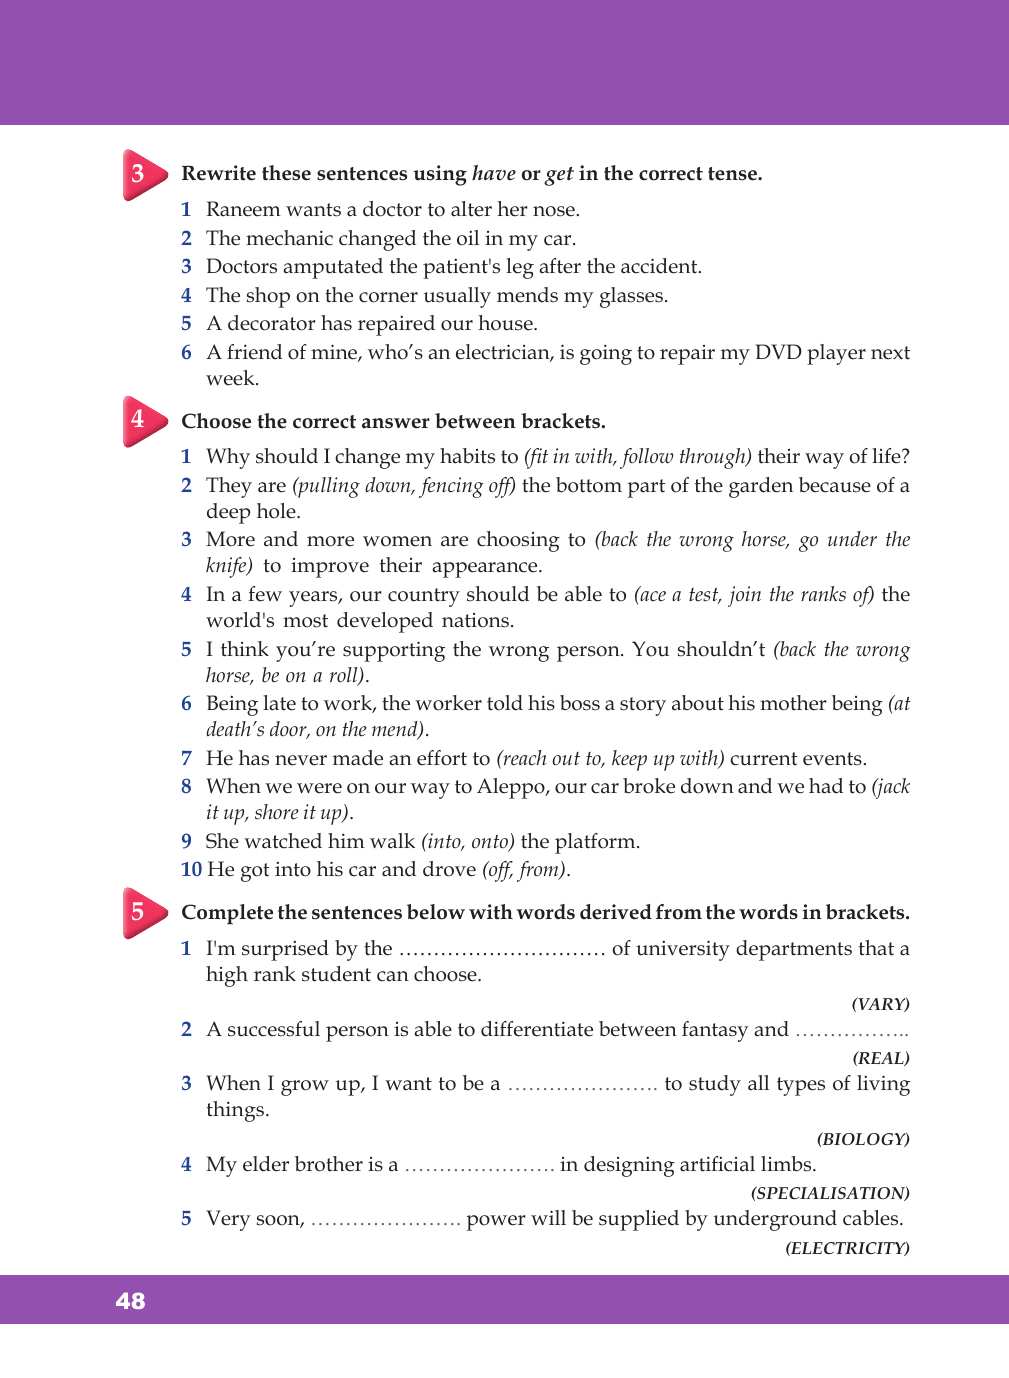 3 Rewrite these sentences using have or get in the correct tense.
1 Raneem wants a doctor to alter her nose.
2 The mechanic changed the oil in my car.
3 Doctors amputated the patient's leg after the accident.
4 The shop on the corner usually mends my glasses.
5 A decorator has repaired our house.
6 A friend of mine, who’s an electrician, is going to repair my DVD player next
week.
4 Choose the correct answer between brackets.
1 Why should I change my habits to (fit in with, follow through) their way of life?
2 They are (pulling down, fencing off) the bottom part of the garden because of a
deep hole.
3 More and more women are choosing to (back the wrong horse, go under the
knife) to improve their appearance.
4 In a few years, our country should be able to (ace a test, join the ranks of) the
world's most developed nations.
5 I think you’re supporting the wrong person. You shouldn’t (back the wrong
horse, be on a roll).
6 Being late to work, the worker told his boss a story about his mother being (at
death’s door, on the mend).
7 He has never made an effort to (reach out to, keep up with) current events.
8 When we were on our way to Aleppo, our car broke down and we had to (jack
it up, shore it up).
9 She watched him walk (into, onto) the platform.
10 He got into his car and drove (off, from).
5 Complete the sentences below with words derived from the words in brackets.
1 I'm surprised by the ………………………… of university departments that a
high rank student can choose.
(VARY)
2 A successful person is able to differentiate between fantasy and ……………..
(REAL)
3 When I grow up, I want to be a …………………. to study all types of living
things.
(BIOLOGY)
4 My elder brother is a …………………. in designing artificial limbs.
(SPECIALISATION)
5 Very soon, …………………. power will be supplied by underground cables.
(ELECTRICITY)
48